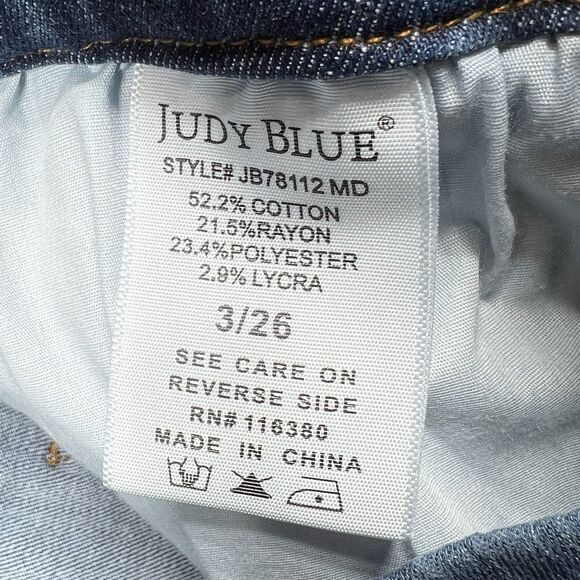 JUDY BLUE®
STYLE# JB78112 MD
52.2% COTTON
21.5%RAYON
23.4%POLYESTER
2.9% LYCRA
3/26
SEE CARE ON
REVERSE SIDE
RN# 116380
MADE IN CHINA